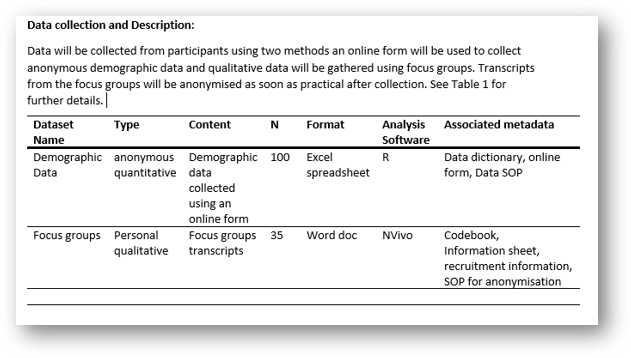 Data collection and Description:
Data will be collected from participants using two methods an online form will be used to collect
anonymous demographic data and qualitative data will be gathered using focus groups. Transcripts
from the focus groups will be anonymised as soon as practical after collection. See Table 1 for
further details.
Dataset Type Content N Format Analysis Associated metadata
Name Software
Demographic anonymous Demographic 100 Excel R Data dictionary, online
Data quantitative data spreadsheet form, Data SOP
collected
using an
online form
Focus groups Personal Focus groups 35 Word doc NVivo Codebook,
qualitative transcripts Information sheet,
recruitment information,
SOP for anonymisation